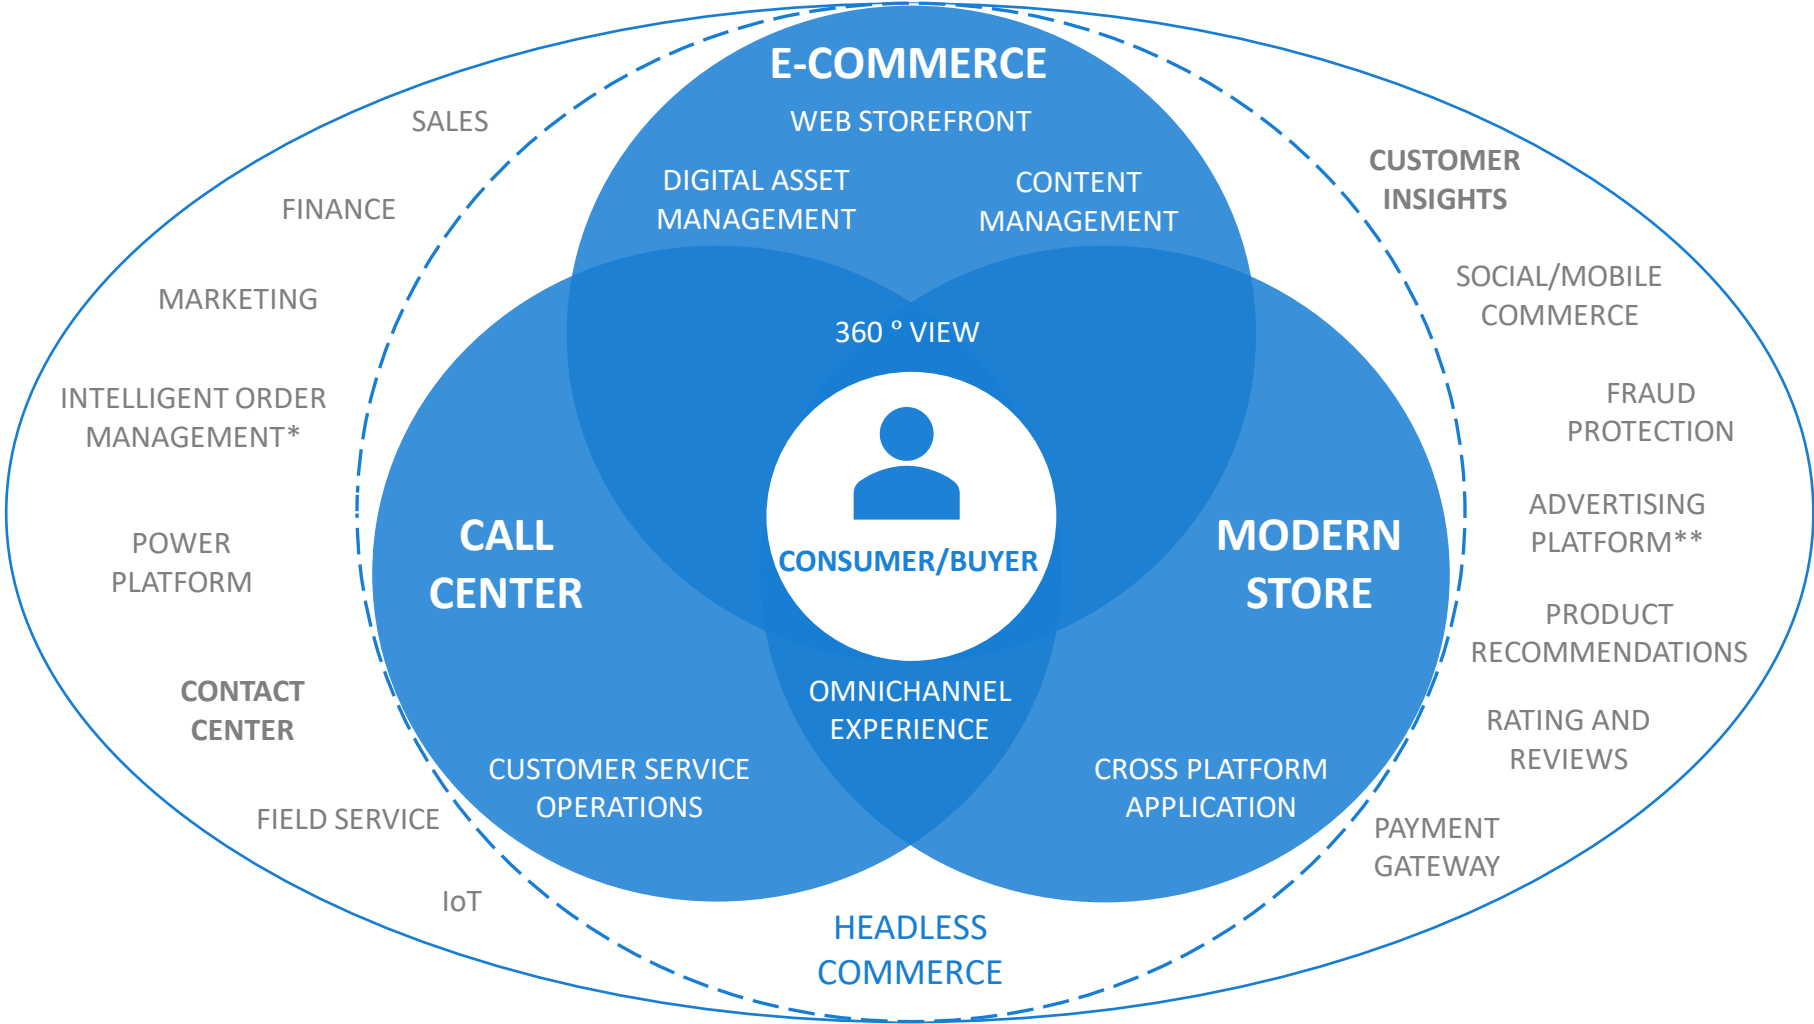 E-COMMERCE
WEB STOREFRONT
DIGITAL ASSET
MANAGEMENT
CONTENT
MANAGEMENT
360 ° VIEW
CONSUMER/BUYER
CALL
CENTER
MODERN
STORE
OMNICHANNEL
EXPERIENCE
CUSTOMER SERVICE
OPERATIONS
CROSS PLATFORM
APPLICATION
HEADLESS
COMMERCE
SALES
FINANCE
MARKETING
INTELLIGENT ORDER
MANAGEMENT*
POWER
PLATFORM
CONTACT
CENTER
FIELD SERVICE
IoT
CUSTOMER
INSIGHTS
SOCIAL/MOBILE
COMMERCE
FRAUD
PROTECTION
ADVERTISING
PLATFORM**
PRODUCT
RECOMMENDATIONS
RATING AND
REVIEWS
PAYMENT
GATEWAY